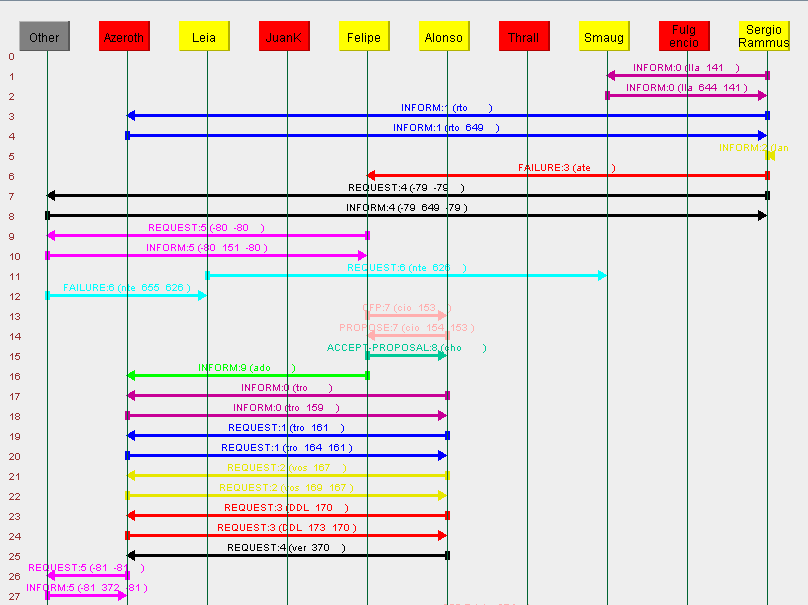 Other Azeroth Leia JuanK Felipe Alonso Thrall Smaug Fulg encio Sergio Rammus
0
1 INFORM:0 (lla 141 )
2 INFORM:0 (lla 644 141 )
3 INFORM:1 (rto )
4 INFORM:1 (rto 649 )
5 INFORM:2 (lan
6 FAILURE:3 (ate )
7 REQUEST:4 (-79 -79 )
8 INFORM:4 (-79 649 -79 )
9 REQUEST:5 (-80 -80 )
10 INFORM:5 (-80 151 -80 )
11 REQUEST:6 (nte 626 )
12 FAILURE:6 (nte 655 626 )
13 CFP:7 (cio 153 )
14 PROPOSE:7 (cio 154 153 )
15 ACCEPT-PROPOSAL:8 (cho )
16 INFORM:9 (ado )
17 INFORM:0 (tro )
18 INFORM:0 (tro 159 )
19 REQUEST:1 (tro 161 )
20 REQUEST:1 (tro 164 161 )
21 REQUEST:2 (ver 167 )
22 REQUEST:2 (ver 169 167 )
23 REQUEST:3 (DDL 170 )
24 REQUEST:3 (DDL 173 170 )
25 REQUEST:4 (ver 370 )
26 REQUEST:5 (-81 -81 )
27 INFORM:5 (-81 372 -81 )